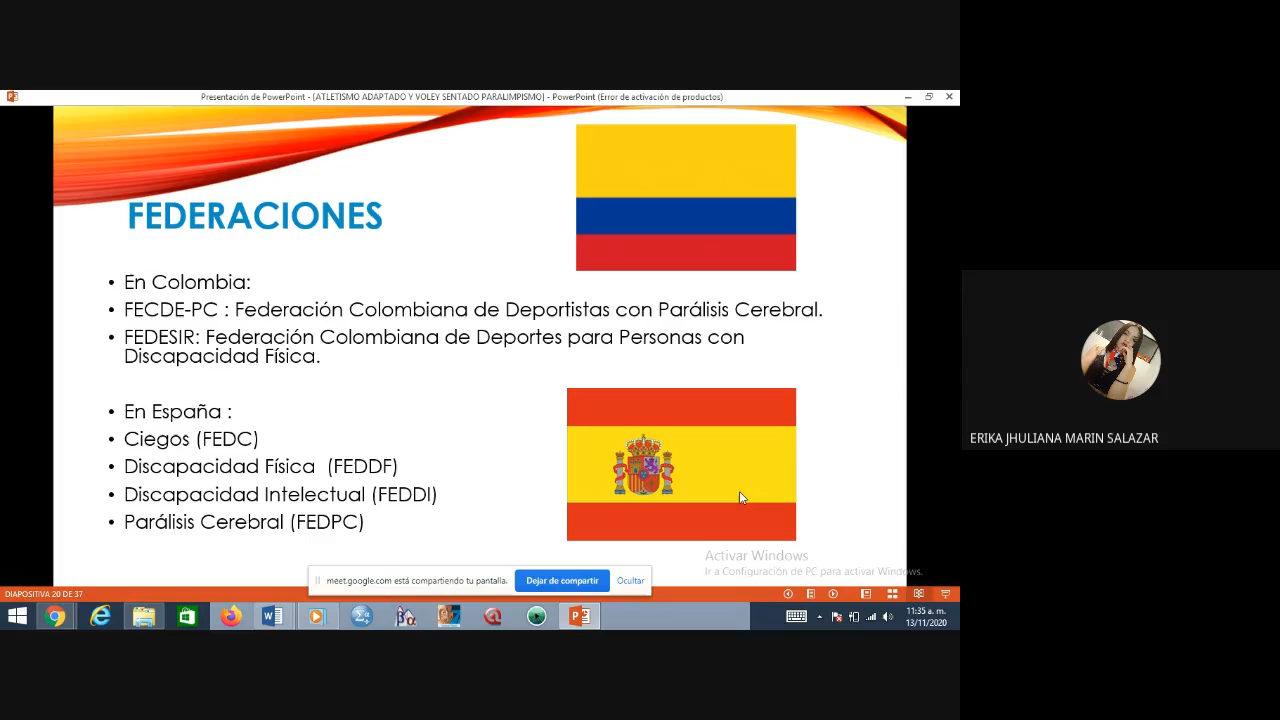 Presentación de PowerPoint - [ATLETISMO ADAPTADO Y VOLEY SENTADO PARALIMPISMO] - PowerPoint (Error de activación de productos)
FEDERACIONES
• En Colombia:
• FECDE-PC : Federación Colombiana de Deportistas con Parálisis Cerebral.
• FEDESIR: Federación Colombiana de Deportes para Personas con
Discapacidad Física.
• En España :
• Ciegos (FEDC)
• Discapacidad Física (FEDDF)
• Discapacidad Intelectual (FEDDI)
• Parálisis Cerebral (FEDPC)
ERIKA JHULIANA MARIN SALAZAR
Activar Windows
Ir a Configuración de PC para activar Windows.
meet.google.com está compartiendo tu pantalla.
Dejar de compartir
Ocultar
DIAPOSITIVA 20 DE 37
11:35 a. m.
13/11/2020